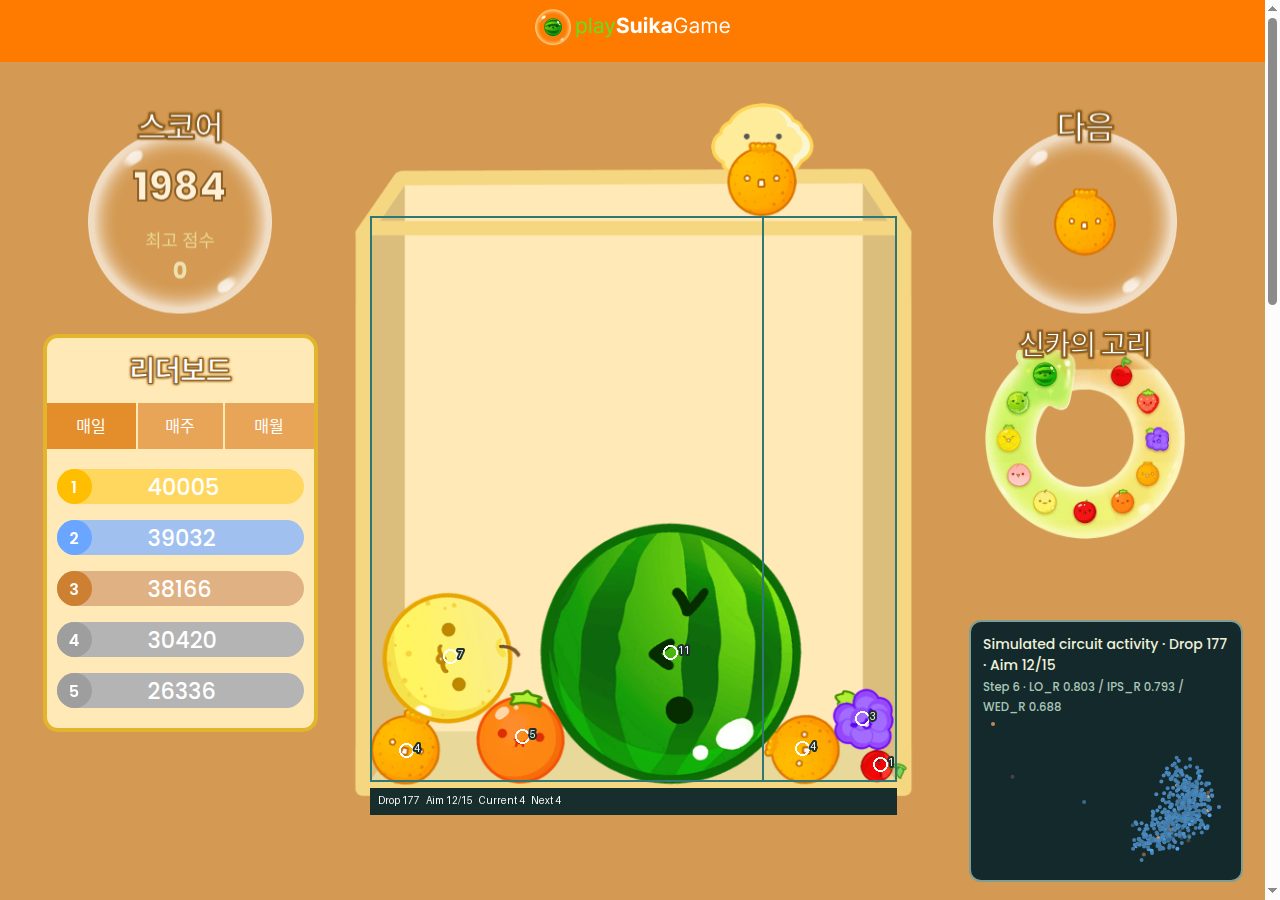 playSuikaGame
스코어
1984
최고 점수
0
다음
리더보드
매일 매주 매월
1 40005
2 39032
3 38166
4 30420
5 26336
신카의 고리
7
11
4
5
4
3
1
Drop 177 Aim 12/15 Current 4 Next 4
Simulated circuit activity · Drop 177
· Aim 12/15
Step 6 · LO_R 0.803 / IPS_R 0.793 /
WED_R 0.688